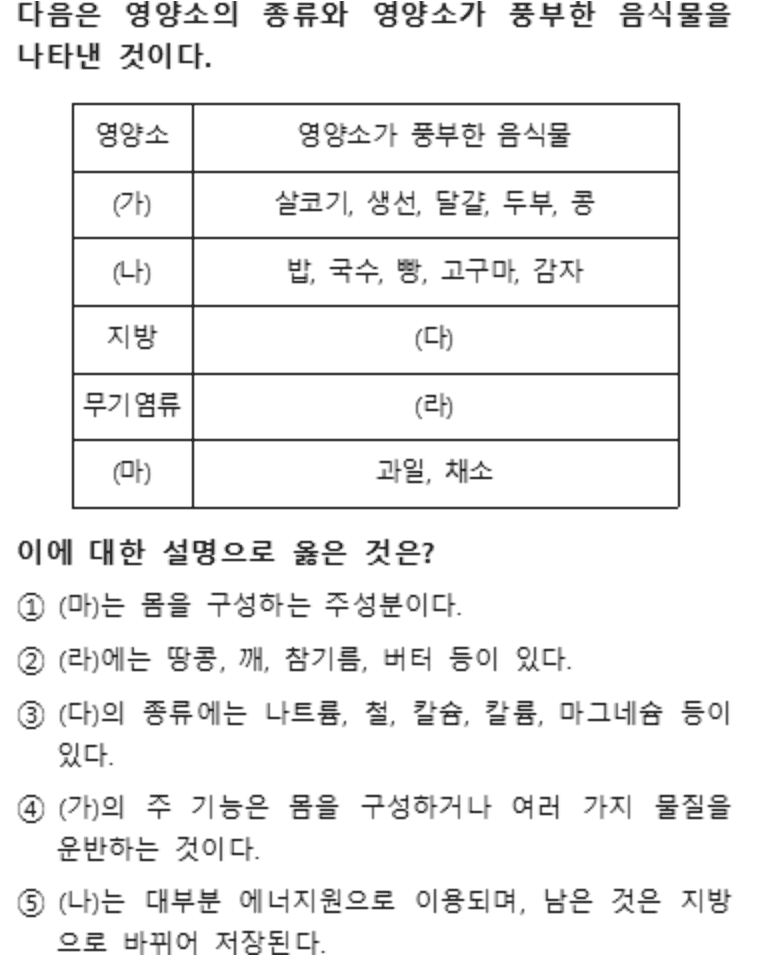 다음은 영양소의 종류와 영양소가 풍부한 음식물을
나타낸 것이다.
영양소 영양소가 풍부한 음식물
(가) 살코기, 생선, 달걀, 두부, 콩
(나) 밥, 국수, 빵, 고구마, 감자
지방 (다)
무기염류 (라)
(마) 과일, 채소
이에 대한 설명으로 옳은 것은?
① (마)는 몸을 구성하는 주성분이다.
② (라)에는 땅콩, 깨, 참기름, 버터 등이 있다.
③ (다)의 종류에는 나트륨, 철, 칼슘, 칼륨, 마그네슘 등이
있다.
④ (가)의 주 기능은 몸을 구성하거나 여러 가지 물질을
운반하는 것이다.
⑤ (나)는 대부분 에너지원으로 이용되며, 남은 것은 지방
으로 바뀌어 저장된다.